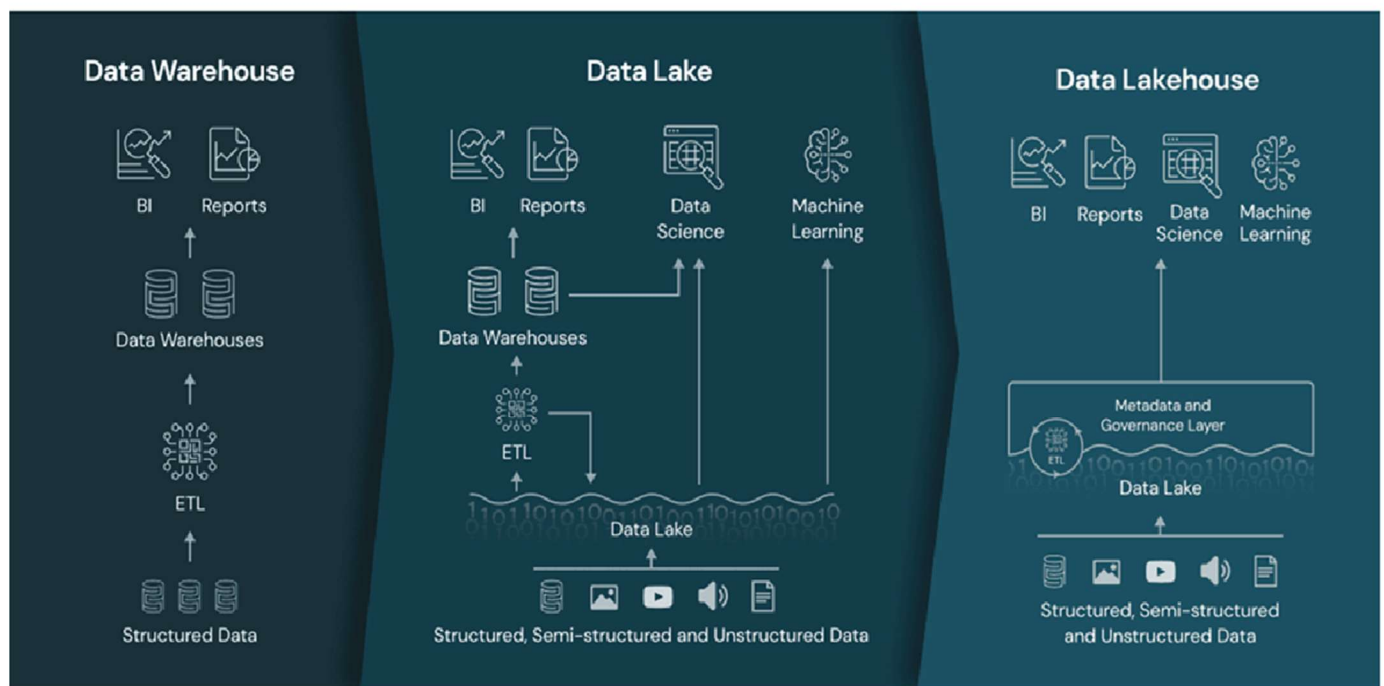 Data Warehouse
BI
Reports
Data Warehouses
ETL
Structured Data
Data Lake
BI
Reports
Data
Science
Machine
Learning
Data Warehouses
ETL
Data Lake
Structured, Semi-structured and Unstructured Data
Data Lakehouse
BI
Reports
Data
Science
Machine
Learning
Metadata and
Governance Layer
ETL
Data Lake
Structured, Semi-structured
and Unstructured Data